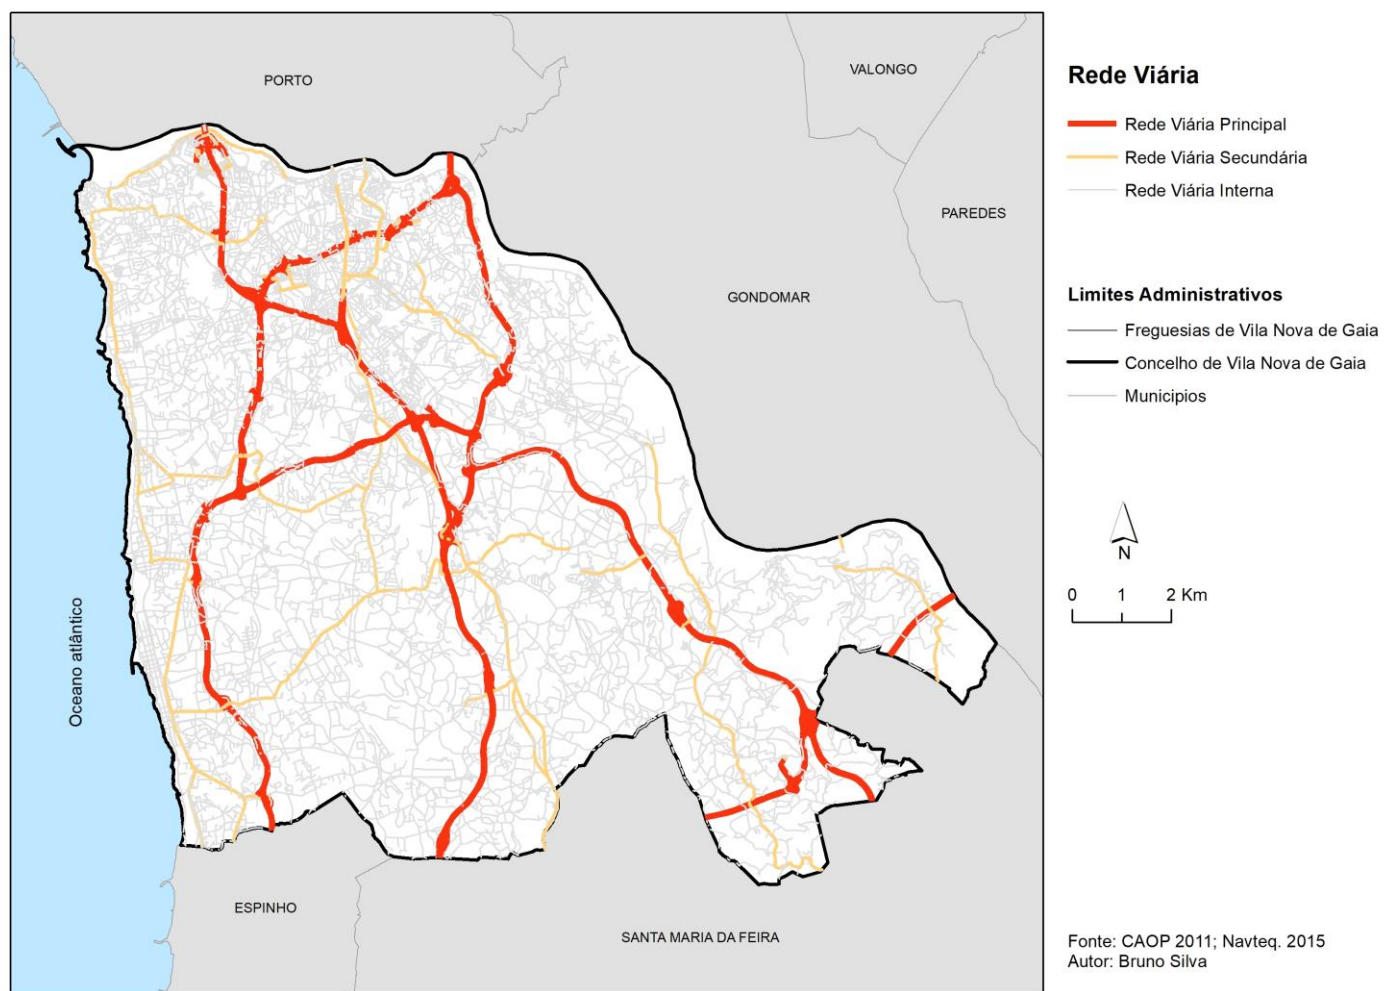 PORTO
VALONGO
PAREDES
GONDOMAR
Oceano atlântico
ESPINHO
SANTA MARIA DA FEIRA
Rede Viária
Rede Viária Principal
Rede Viária Secundária
Rede Viária Interna
Limites Administrativos
Freguesias de Vila Nova de Gaia
Concelho de Vila Nova de Gaia
Municipios
N
0 1 2 Km
Fonte: CAOP 2011; Navteq. 2015
Autor: Bruno Silva